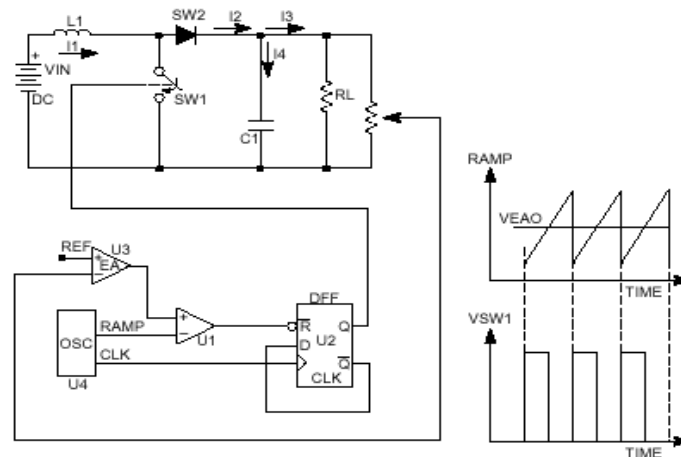 L1
SW2
I2
I3
I1
I4
+
VIN
DC
SW1
C1
RL
RAMP
VEAO
TIME
VSW1
TIME
REF
U3
+
EA
−
DFF
OSC
RAMP
+
−
U1
R
Q
D
U2
Q
CLK
CLK
U4